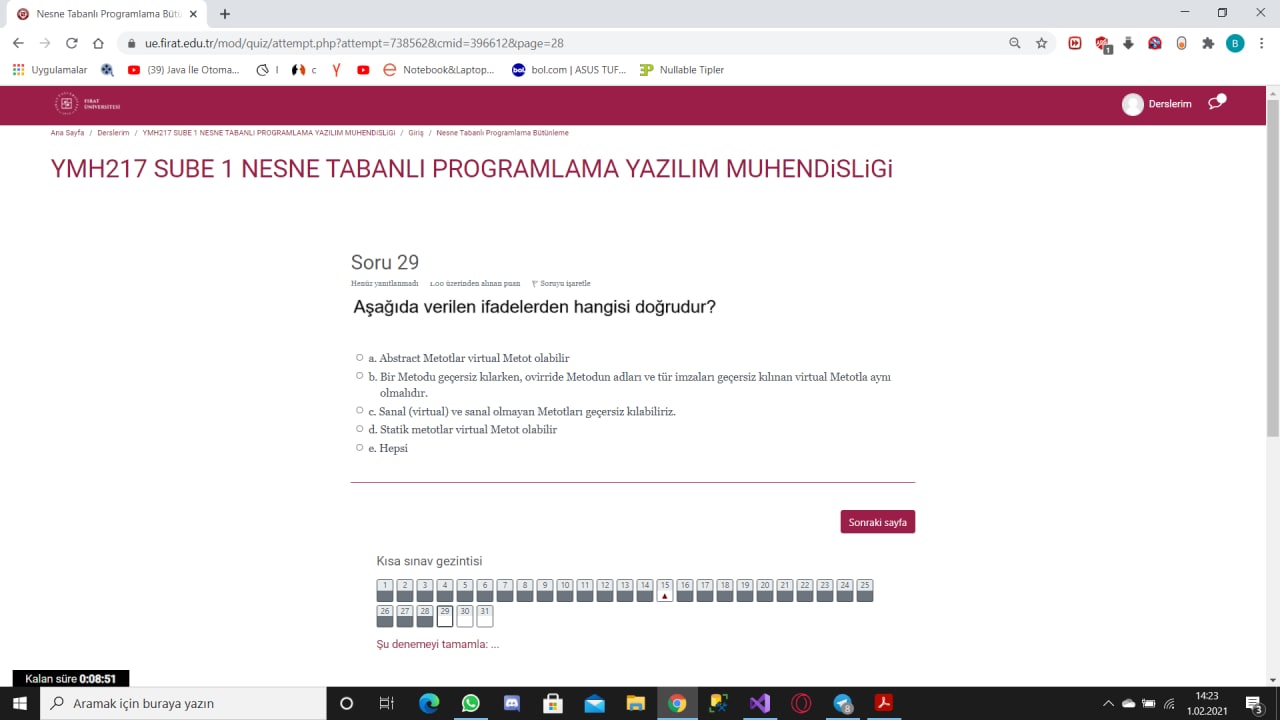 Nesne Tabanlı Programlama Bütü
ue.firat.edu.tr/mod/quiz/attempt.php?attempt=738562&cmid=396612&page=28
Uygulamalar
(39) Java İle Otoma...
I
c
Notebook&Laptop...
bol.com | ASUS TUF...
Nullable Tipler
FIRAT ÜNİVERSİTESİ
Derslerim
Ana Sayfa / Derslerim / YMH217 SUBE 1 NESNE TABANLI PROGRAMLAMA YAZILIM MUHENDiSLiGi / Giriş / Nesne Tabanlı Programlama Bütünleme
YMH217 SUBE 1 NESNE TABANLI PROGRAMLAMA YAZILIM MUHENDiSLiGi
Soru 29
Henüz yanıtlanmadı 1.00 üzerinden alınan puan Soruyu işaretle
Aşağıda verilen ifadelerden hangisi doğrudur?
a. Abstract Metotlar virtual Metot olabilir
b. Bir Metodu geçersiz kılarken, ovirride Metodun adları ve tür imzaları geçersiz kılınan virtual Metotla aynı
olmalıdır.
c. Sanal (virtual) ve sanal olmayan Metotları geçersiz kılabiliriz.
d. Statik metotlar virtual Metot olabilir
e. Hepsi
Sonraki sayfa
Kısa sınav gezintisi
1 2 3 4 5 6 7 8 9 10 11 12 13 14 15 16 17 18 19 20 21 22 23 24 25
26 27 28 29 30 31
Şu denemeyi tamamla: ...
Kalan süre 0:08:51
Aramak için buraya yazın
14:23
1.02.2021